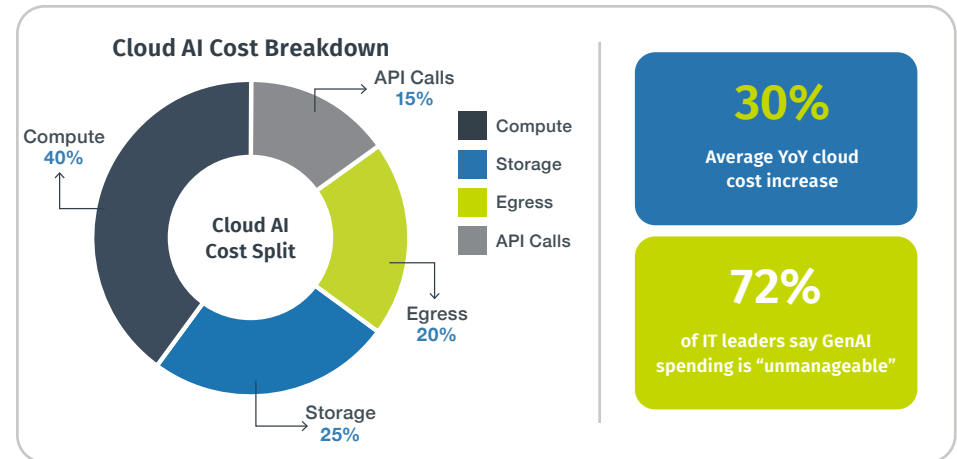 Cloud AI Cost Breakdown
API Calls
15%
Compute
40%
Cloud AI
Cost Split
Egress
20%
Storage
25%
Compute
Storage
Egress
API Calls
30%
Average YoY cloud
cost increase
72%
of IT leaders say GenAI
spending is “unmanageable”